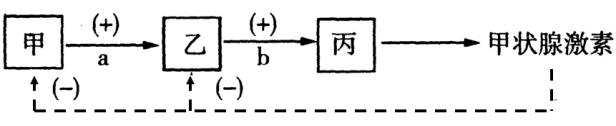 (+) (+)
甲 乙 丙 甲状腺激素
a b
(−) (−)